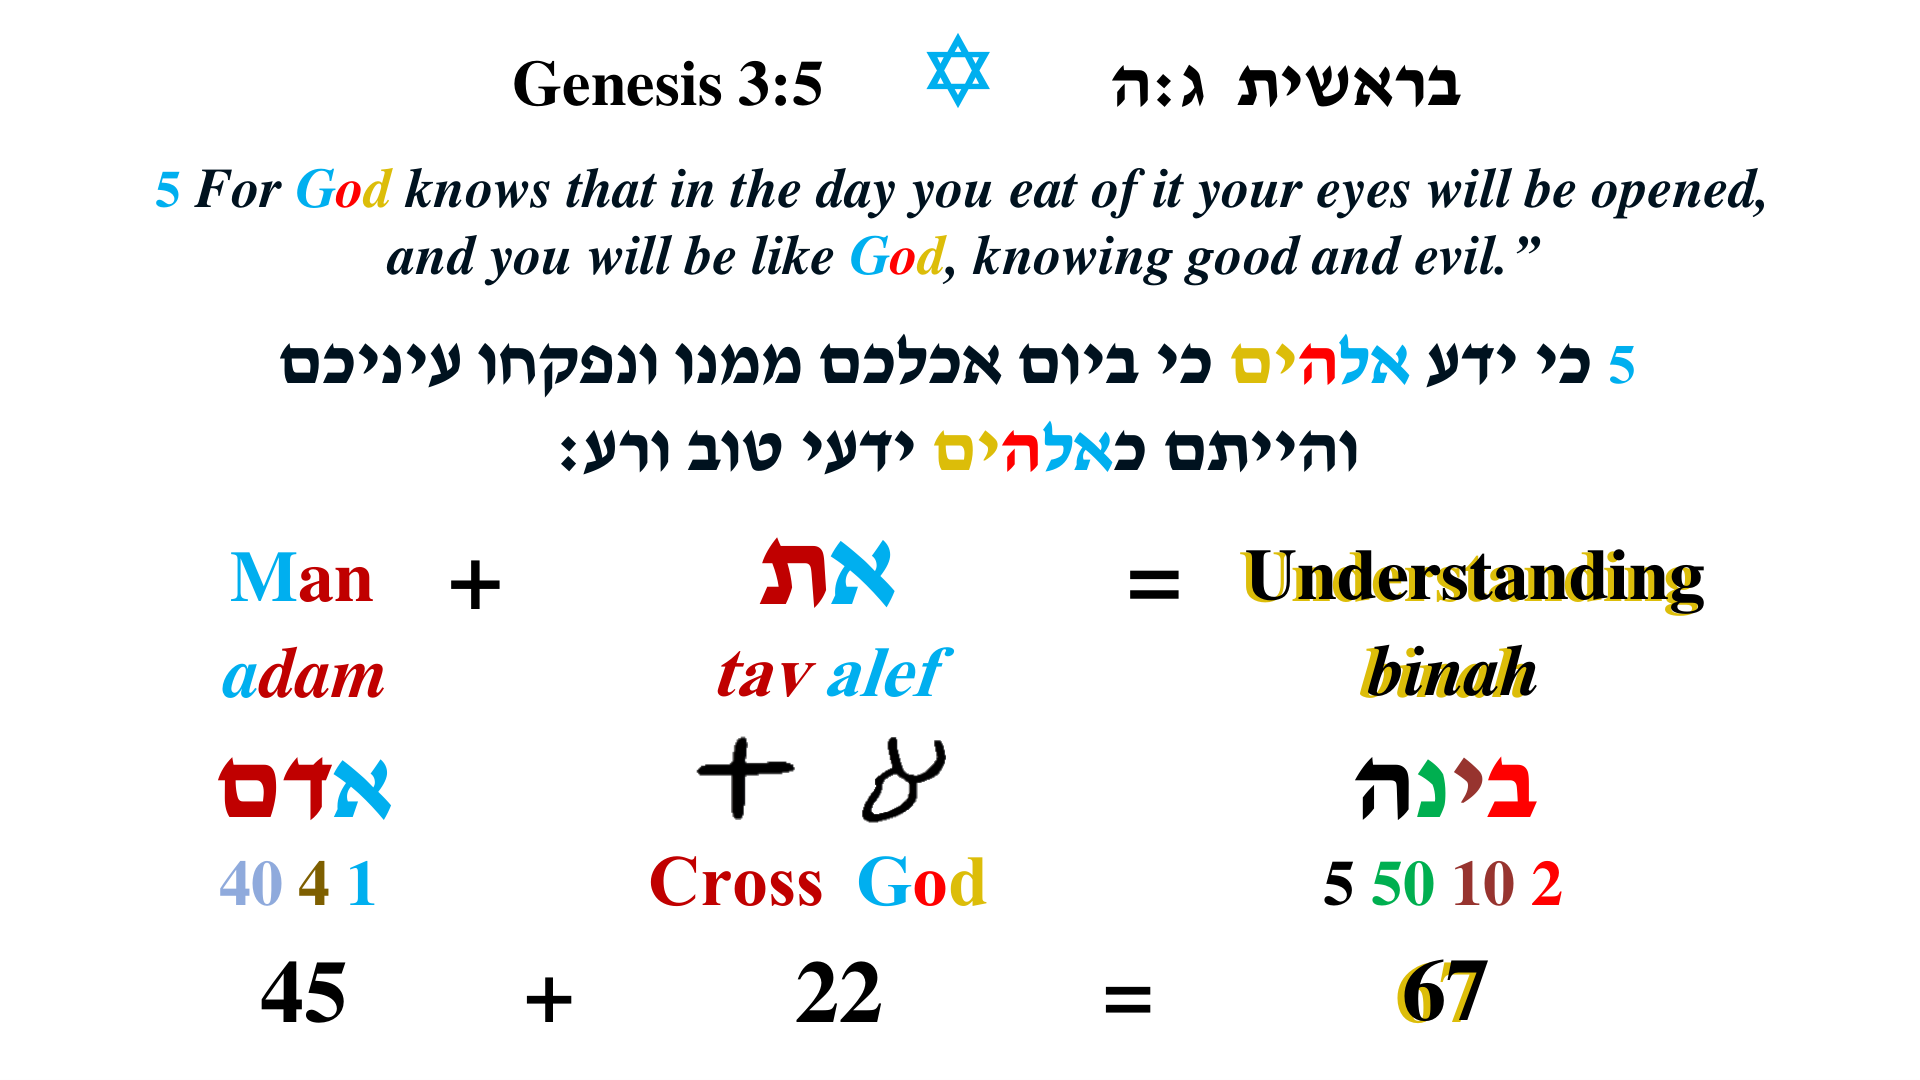 Genesis 3:5 ✡ בראשית ג:ה
5 For God knows that in the day you eat of it your eyes will be opened,
and you will be like God, knowing good and evil.”
5 כי ידע אלהים כי ביום אכלכם ממנו ונפקחו עיניכם
והייתם כאלהים ידעי טוב ורע:
Man + את = Understanding
adam tav alef binah
אדם בינה
40 4 1 Cross God 5 50 10 2
45 + 22 = 67